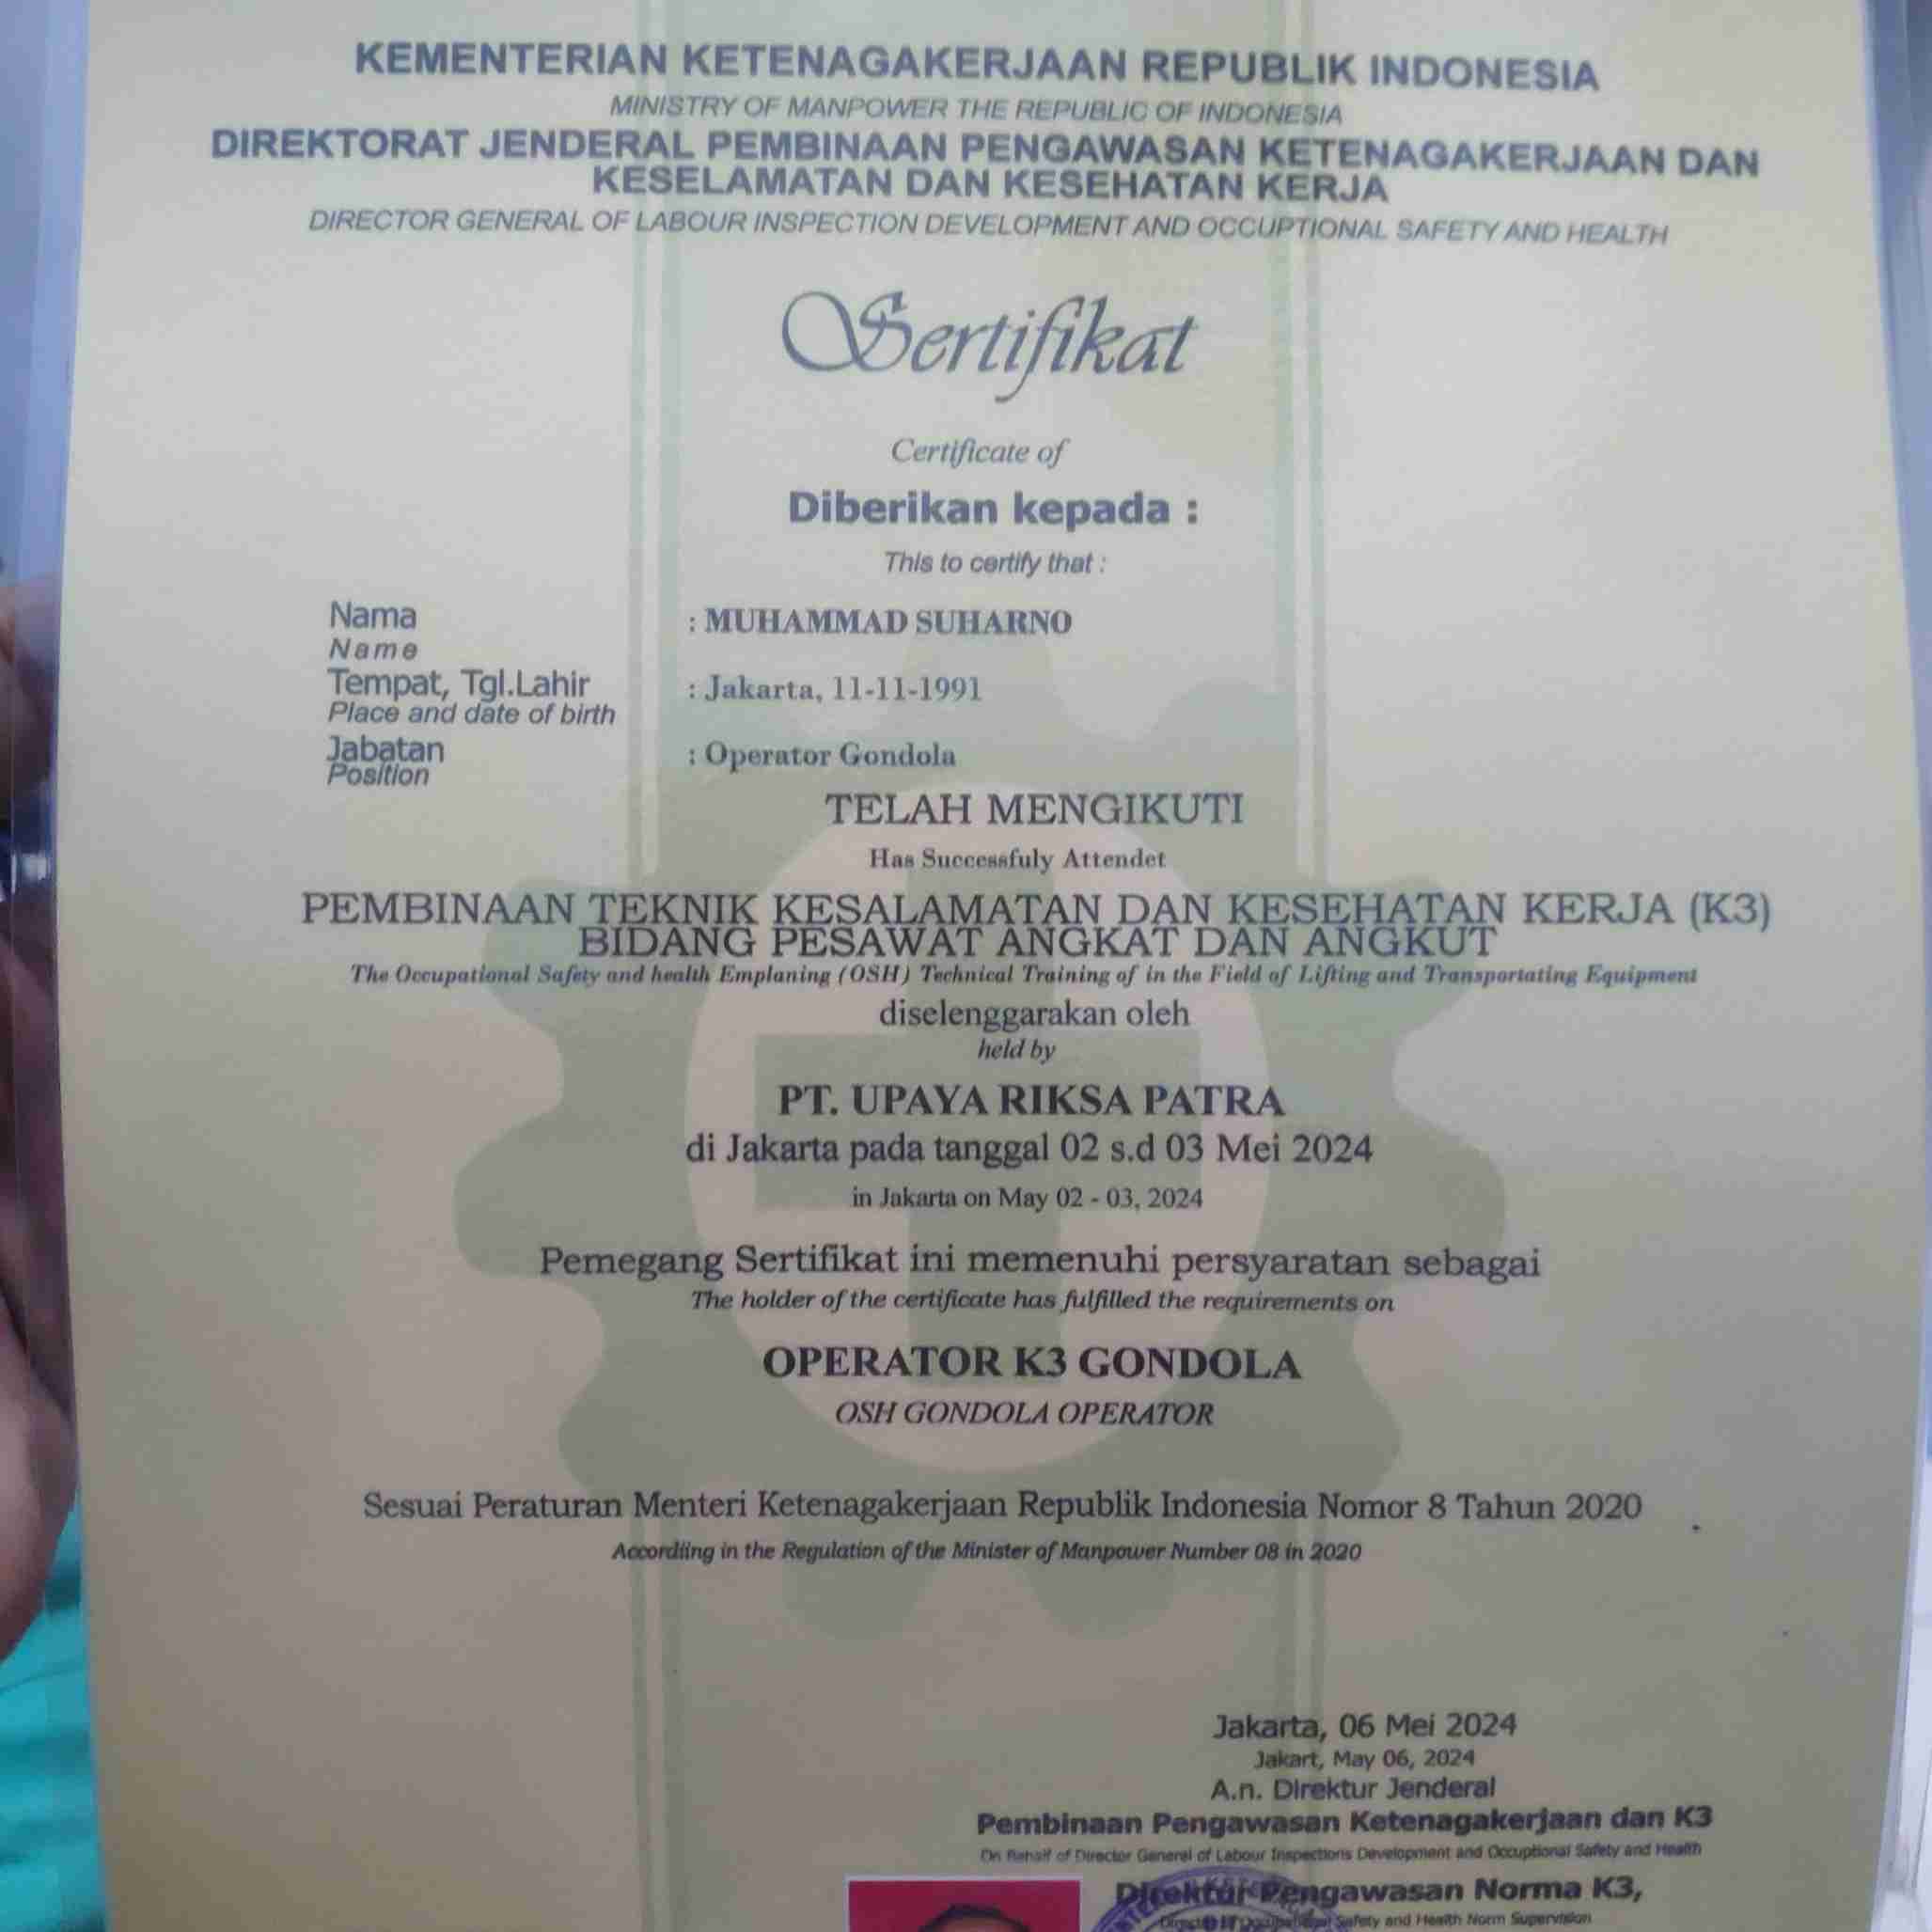 KEMENTERIAN KETENAGAKERJAAN REPUBLIK INDONESIA
MINISTRY OF MANPOWER THE REPUBLIC OF INDONESIA
DIREKTORAT JENDERAL PEMBINAAN PENGAWASAN KETENAGAKERJAAN DAN
KESELAMATAN DAN KESEHATAN KERJA
DIRECTOR GENERAL OF LABOUR INSPECTION DEVELOPMENT AND OCCUPTIONAL SAFETY AND HEALTH
Sertifikat
Certificate of
Diberikan kepada :
This to certify that :
Nama : MUHAMMAD SUHARNO
Name
Tempat, Tgl.Lahir : Jakarta, 11-11-1991
Place and date of birth
Jabatan : Operator Gondola
Position
TELAH MENGIKUTI
Has Successfuly Attendet
PEMBINAAN TEKNIK KESALAMATAN DAN KESEHATAN KERJA (K3)
BIDANG PESAWAT ANGKAT DAN ANGKUT
The Occupational Safety and health Emplaning (OSH) Technical Training of in the Field of Lifting and Transportating Equipment
diselenggarakan oleh
held by
PT. UPAYA RIKSA PATRA
di Jakarta pada tanggal 02 s.d 03 Mei 2024
in Jakarta on May 02 - 03, 2024
Pemegang Sertifikat ini memenuhi persyaratan sebagai
The holder of the certificate has fulfilled the requirements on
OPERATOR K3 GONDOLA
OSH GONDOLA OPERATOR
Sesuai Peraturan Menteri Ketenagakerjaan Republik Indonesia Nomor 8 Tahun 2020
Accordiing in the Regulation of the Minister of Manpower Number 08 in 2020
Jakarta, 06 Mei 2024
Jakart, May 06, 2024
A.n. Direktur Jenderal
Pembinaan Pengawasan Ketenagakerjaan dan K3
On Behalf of Director General of Labour Inspections Development and Occuptional Safety and Health
Direktur Pengawasan Norma K3,
Safety and Health Norm Supervision